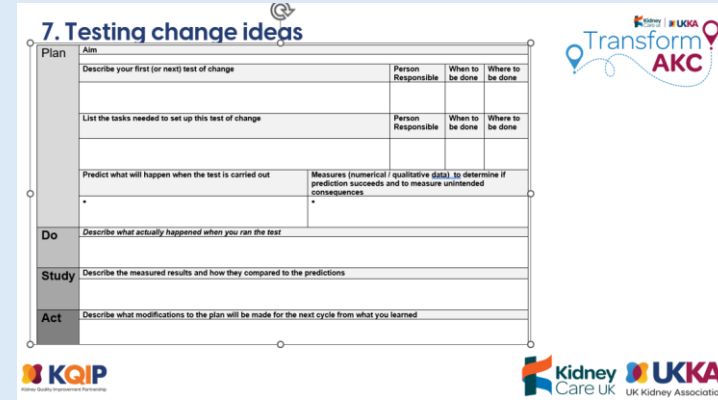 7. Testing change ideas
Kidney Care UK UKKA
Transform
AKC
Plan
Aim
Describe your first (or next) test of change
Person Responsible
When to be done
Where to be done
List the tasks needed to set up this test of change
Person Responsible
When to be done
Where to be done
Predict what will happen when the test is carried out
Measures (numerical / qualitative data) to determine if
prediction succeeds and to measure unintended
consequences
•
•
Do
Describe what actually happened when you ran the test
Study
Describe the measured results and how they compared to the predictions
Act
Describe what modifications to the plan will be made for the next cycle from what you learned
KQIP
Kidney Quality Improvement Partnership
Kidney
Care UK
UKKA
UK Kidney Association